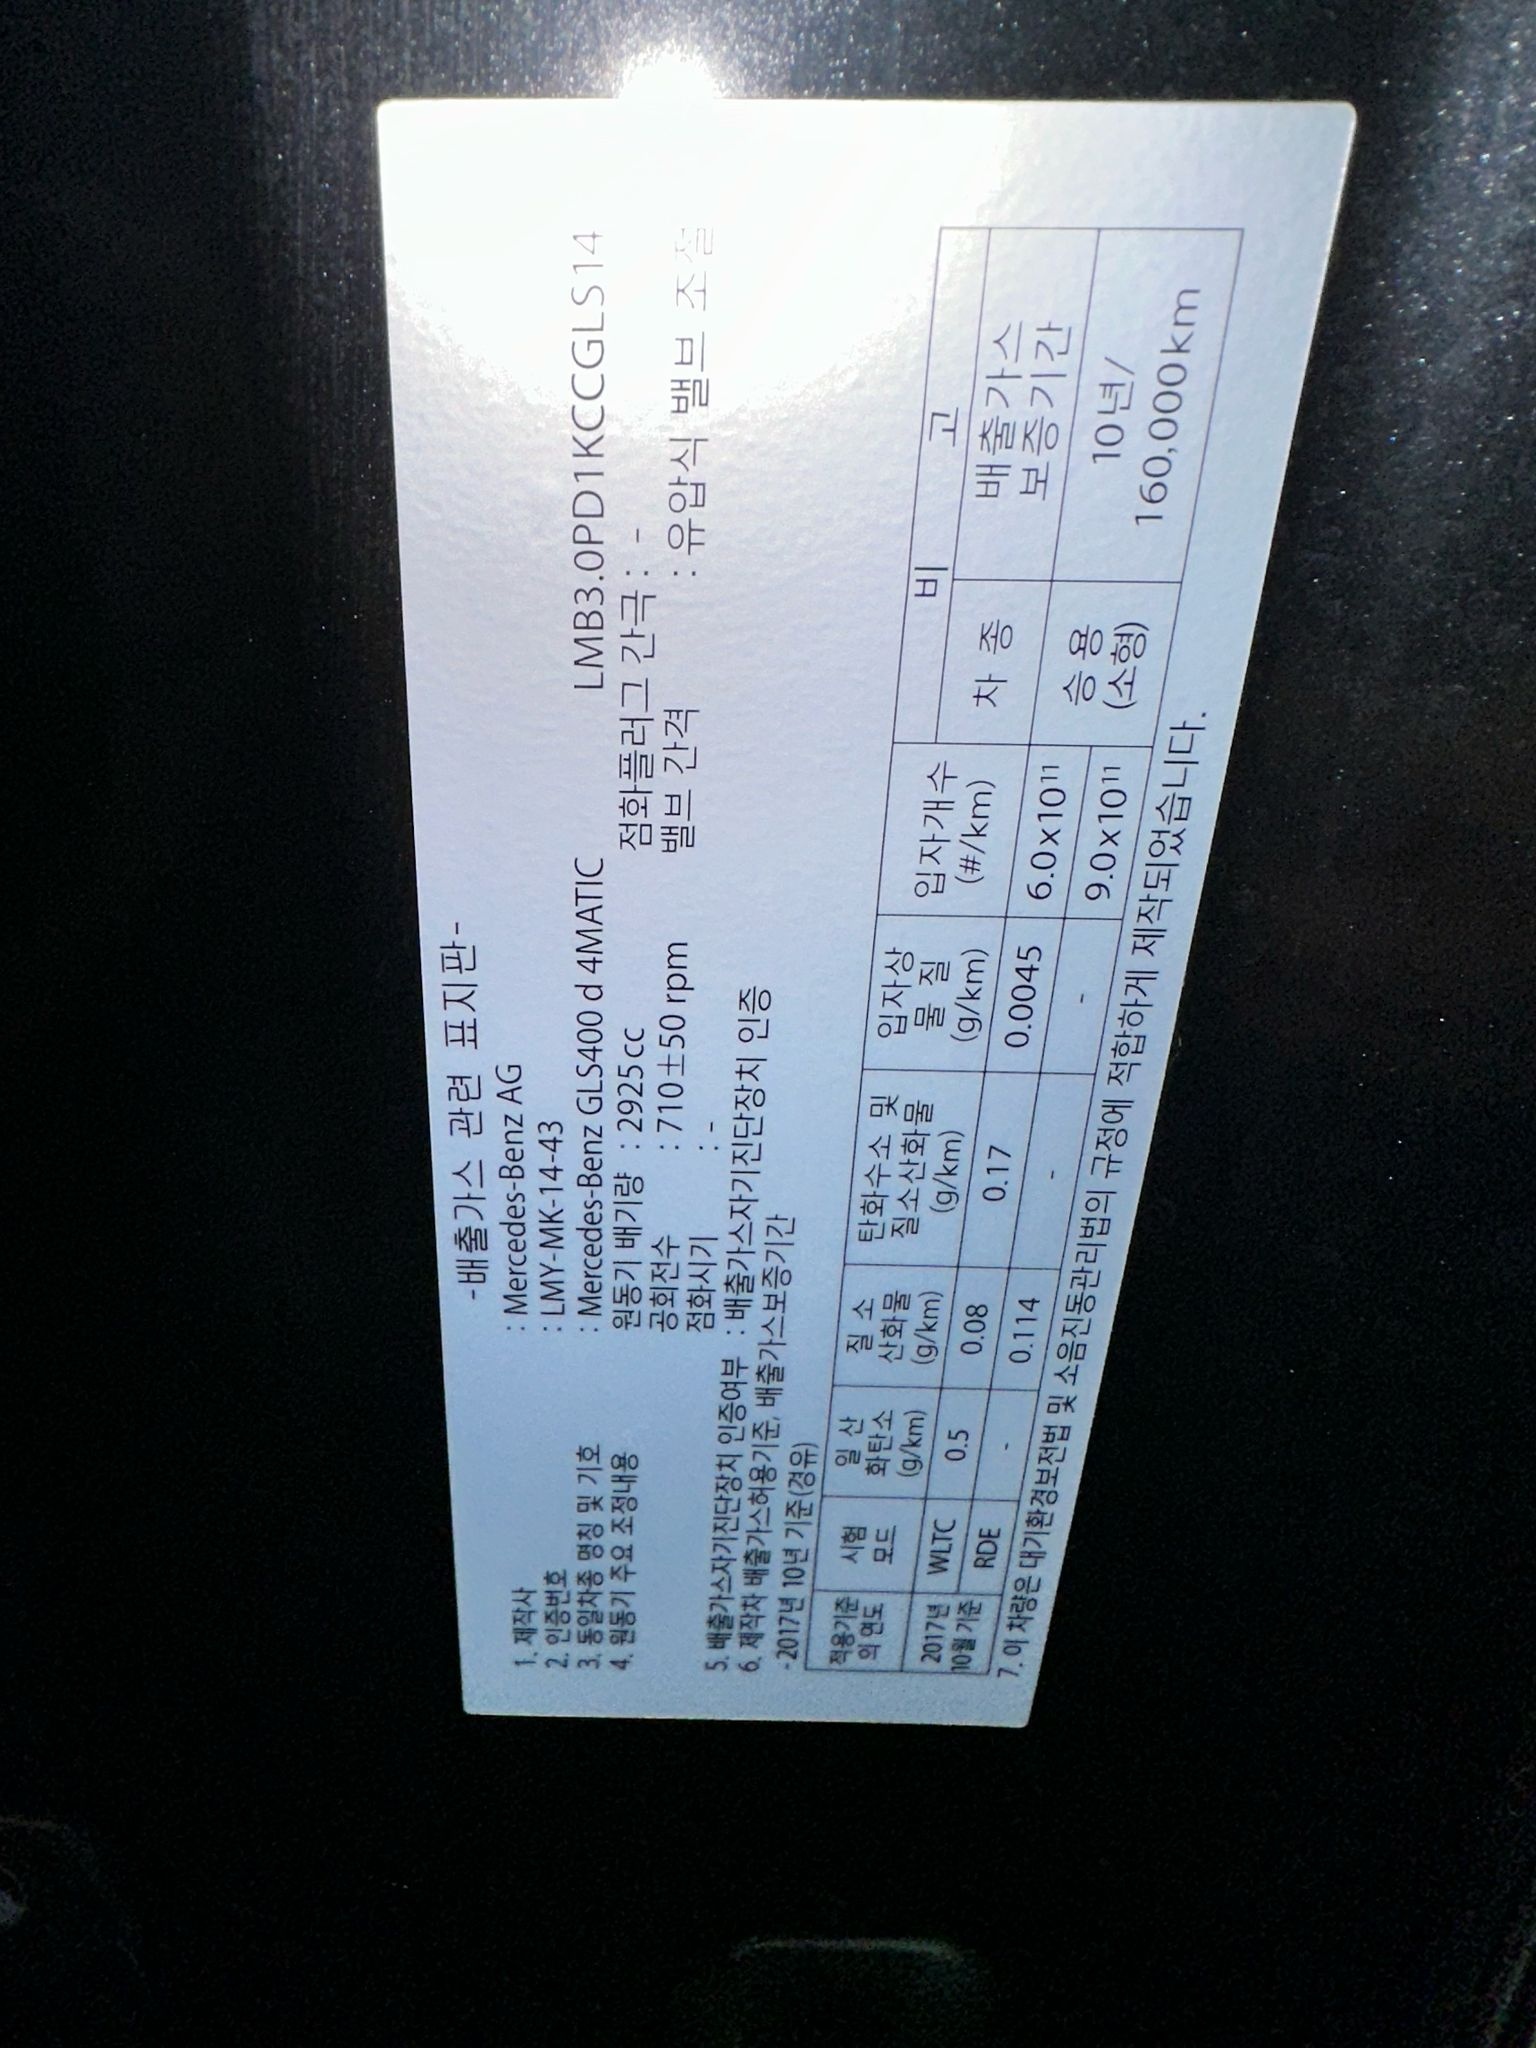 -배출가스 관련 표지판-
1. 제작사 : Mercedes-Benz AG
2. 인증번호 : LMY-MK-14-43
3. 동일차종 명칭 및 기호 : Mercedes-Benz GLS400 d 4MATIC LMB3.0PD1KCCGLS14
4. 원동기 주요 조정내용 원동기 배기량 : 2925cc 점화플러그 간극 : -
공회전수 : 710±50 rpm 밸브 간격 : 유압식 밸브 조절
점화시기 : -
5. 배출가스자기진단장치 인증여부 : 배출가스자기진단장치 인증
6. 제작차 배출가스허용기준, 배출가스보증기간
- 2017년 10년 기준(경유)
적용기준의 연도 시험모드 일산화탄소 (g/km) 질소산화물 (g/km) 탄화수소 및 질소산화물 (g/km) 입자상물질 (g/km) 입자개수 (#/km) 비 고
차 종 배출가스 보증기간
2017년 10월 기준 WLTC 0.5 0.08 0.17 0.0045 6.0x10¹¹ 승용 (소형) 10년/ 160,000km
RDE - 0.114 - - 9.0x10¹¹
7. 이 차량은 대기환경보전법 및 소음진동관리법의 규정에 적합하게 제작되었습니다.